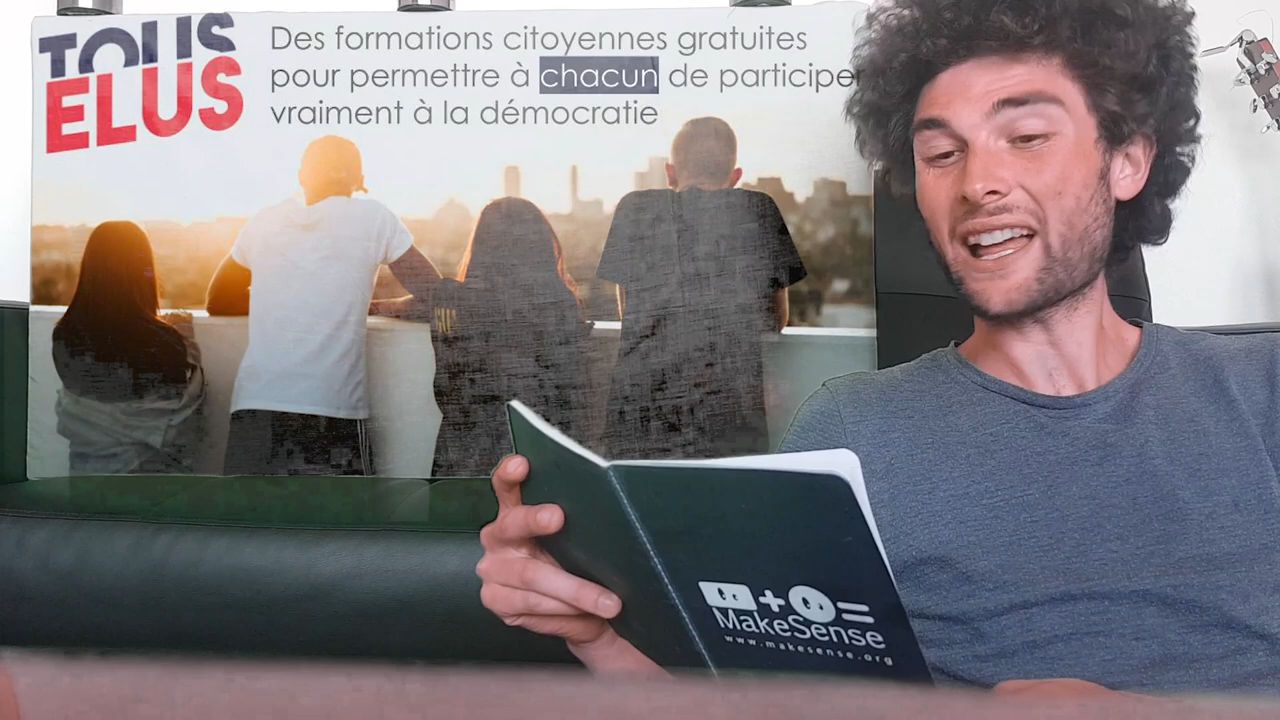 TOUS
ELUS
Des formations citoyennes gratuites
pour permettre à chacun de participer
vraiment à la démocratie
MakeSense
www.makesense.org